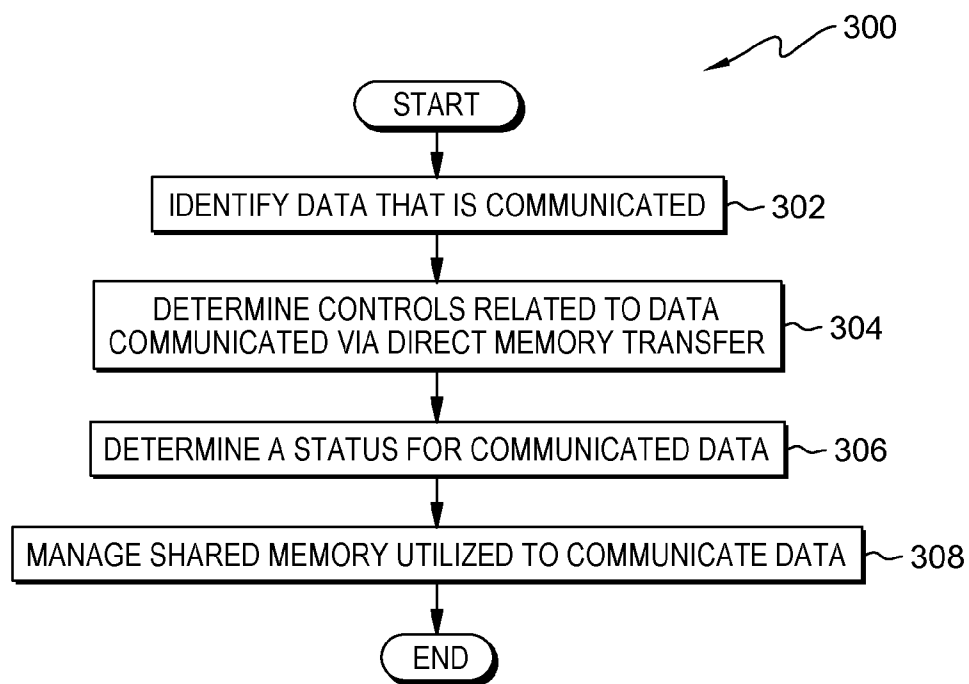 300
START
IDENTIFY DATA THAT IS COMMUNICATED
302
DETERMINE CONTROLS RELATED TO DATA
COMMUNICATED VIA DIRECT MEMORY TRANSFER
304
DETERMINE A STATUS FOR COMMUNICATED DATA
306
MANAGE SHARED MEMORY UTILIZED TO COMMUNICATE DATA
308
END